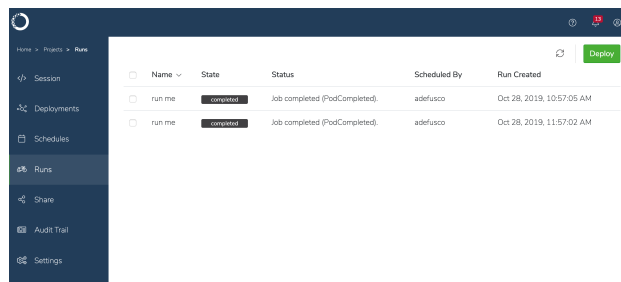 13
Home > Projects > Runs
Deploy
</> Session
Deployments
Schedules
Runs
Share
Audit Trail
Settings
Name State Status Scheduled By Run Created
run me completed Job completed (PodCompleted). adefusco Oct 28, 2019, 10:57:05 AM
run me completed Job completed (PodCompleted). adefusco Oct 28, 2019, 11:57:02 AM